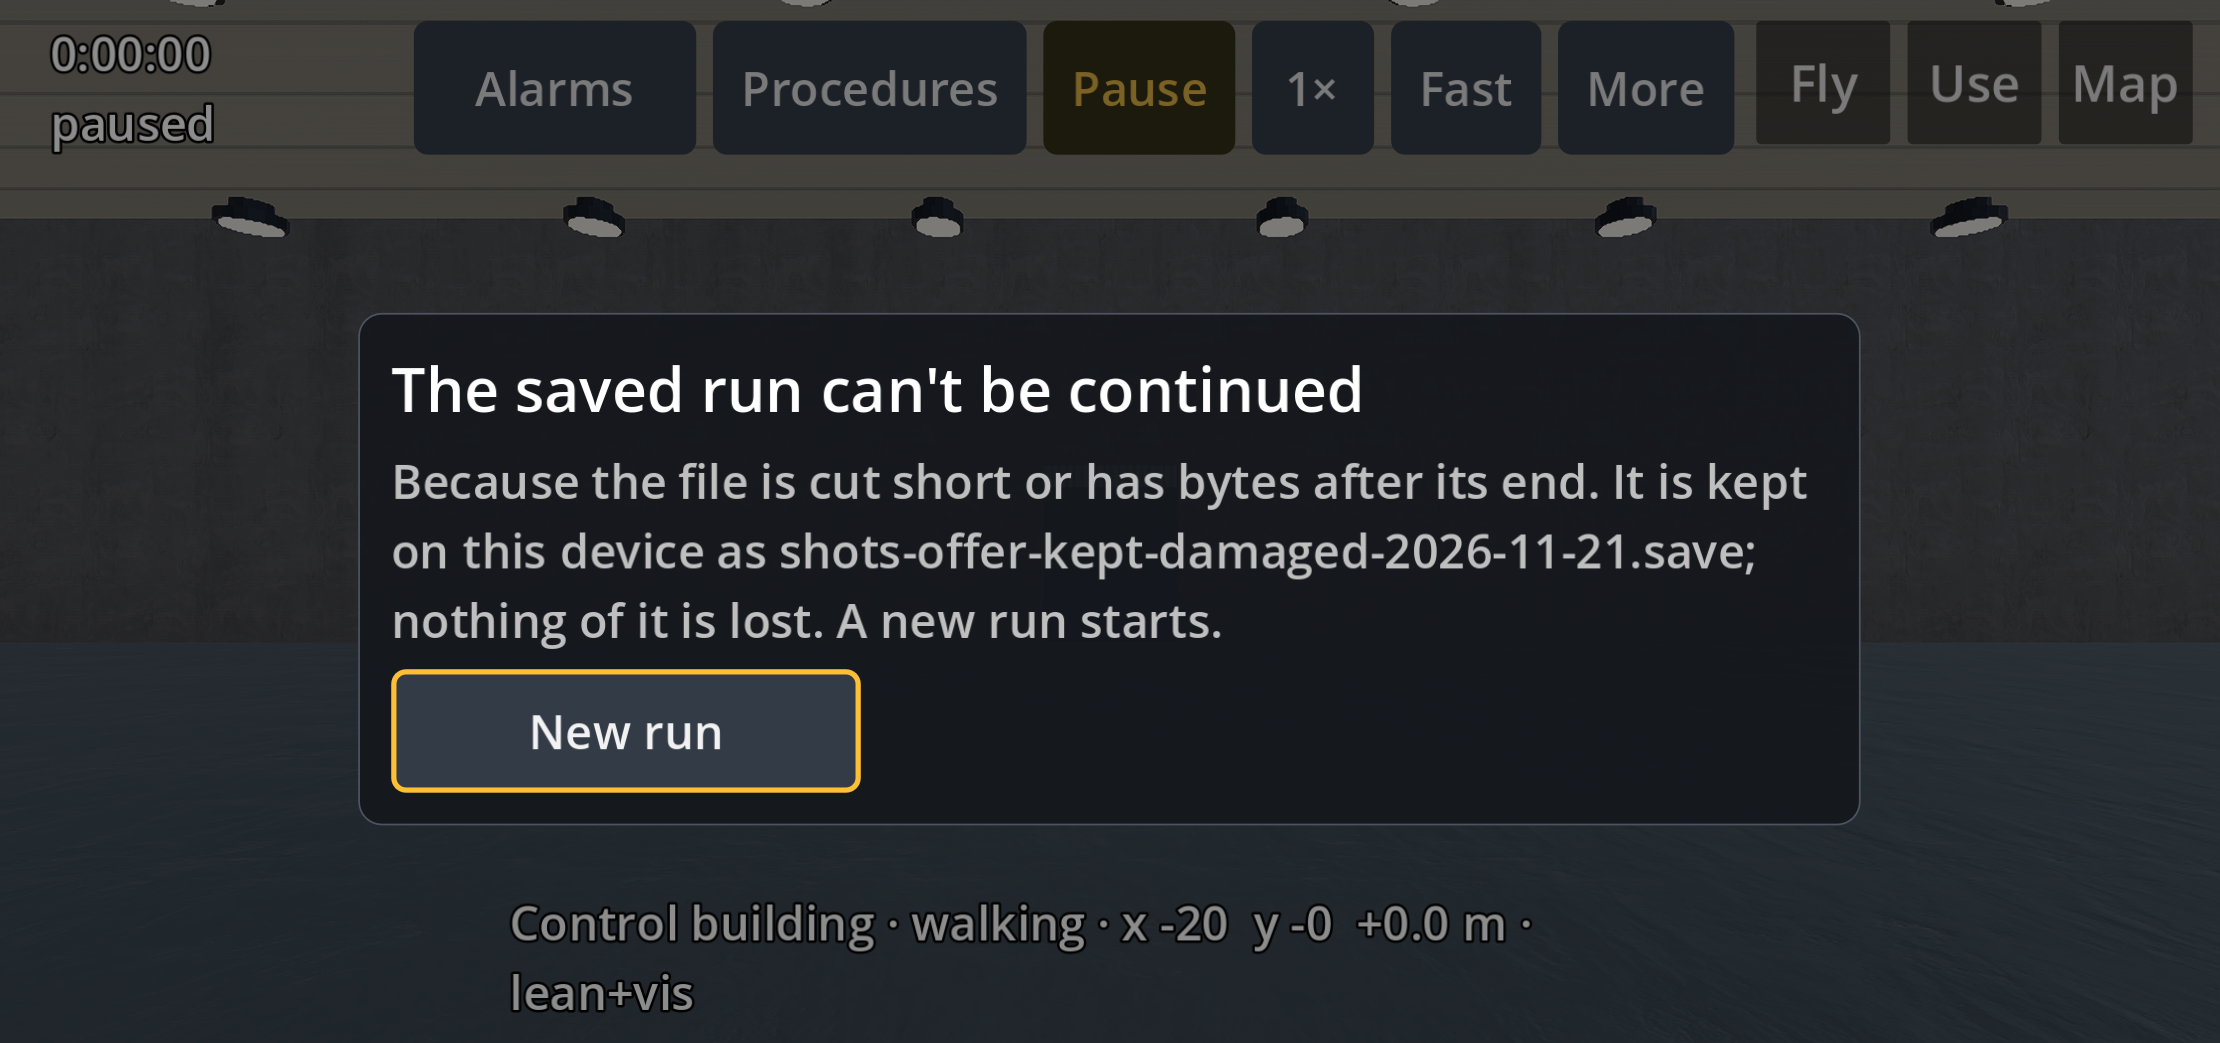 0:00:00
paused
Alarms
Procedures
Pause
1×
Fast
More
Fly
Use
Map
The saved run can't be continued
Because the file is cut short or has bytes after its end. It is kept
on this device as shots-offer-kept-damaged-2026-11-21.save;
nothing of it is lost. A new run starts.
New run
Control building · walking · x -20  y -0  +0.0 m ·
lean+vis